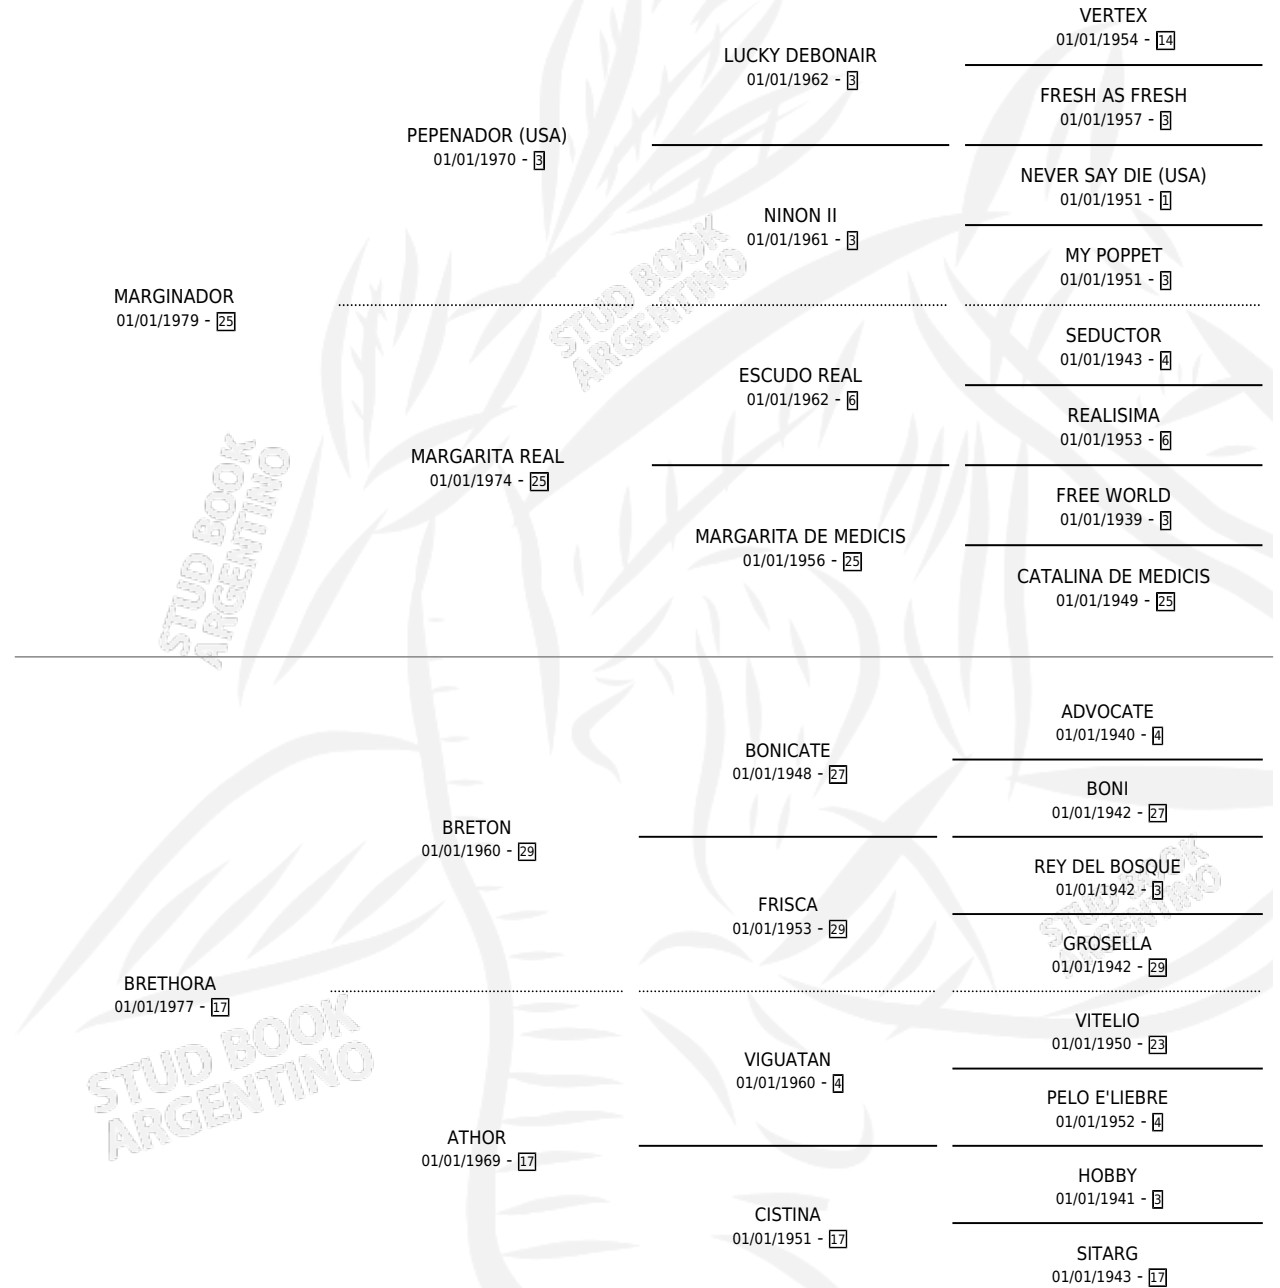 VERTEX
01/01/1954 - 14
LUCKY DEBONAIR
01/01/1962 - 3
FRESH AS FRESH
01/01/1957 - 3
PEPENADOR (USA)
01/01/1970 - 3
NEVER SAY DIE (USA)
01/01/1951 - 1
NINON II
01/01/1961 - 3
MY POPPET
01/01/1951 - 3
MARGINADOR
01/01/1979 - 25
SEDUCTOR
01/01/1943 - 4
ESCUDO REAL
01/01/1962 - 6
REALISIMA
01/01/1953 - 6
MARGARITA REAL
01/01/1974 - 25
FREE WORLD
01/01/1939 - 3
MARGARITA DE MEDICIS
01/01/1956 - 25
CATALINA DE MEDICIS
01/01/1949 - 25
ADVOCATE
01/01/1940 - 4
BONICATE
01/01/1948 - 27
BONI
01/01/1942 - 27
BRETON
01/01/1960 - 29
REY DEL BOSQUE
01/01/1942 - 3
FRISCA
01/01/1953 - 29
GROSELLA
01/01/1942 - 29
BRETHORA
01/01/1977 - 17
VITELIO
01/01/1950 - 23
VIGUATAN
01/01/1960 - 4
PELO E'LIEBRE
01/01/1952 - 4
ATHOR
01/01/1969 - 17
HOBBY
01/01/1941 - 3
CISTINA
01/01/1951 - 17
SITARG
01/01/1943 - 17
STUD BOOK
ARGENTINO
STUD BOOK
ARGENTINO
STUD BOOK
ARGENTINO
STUD BOOK
ARGENTINO